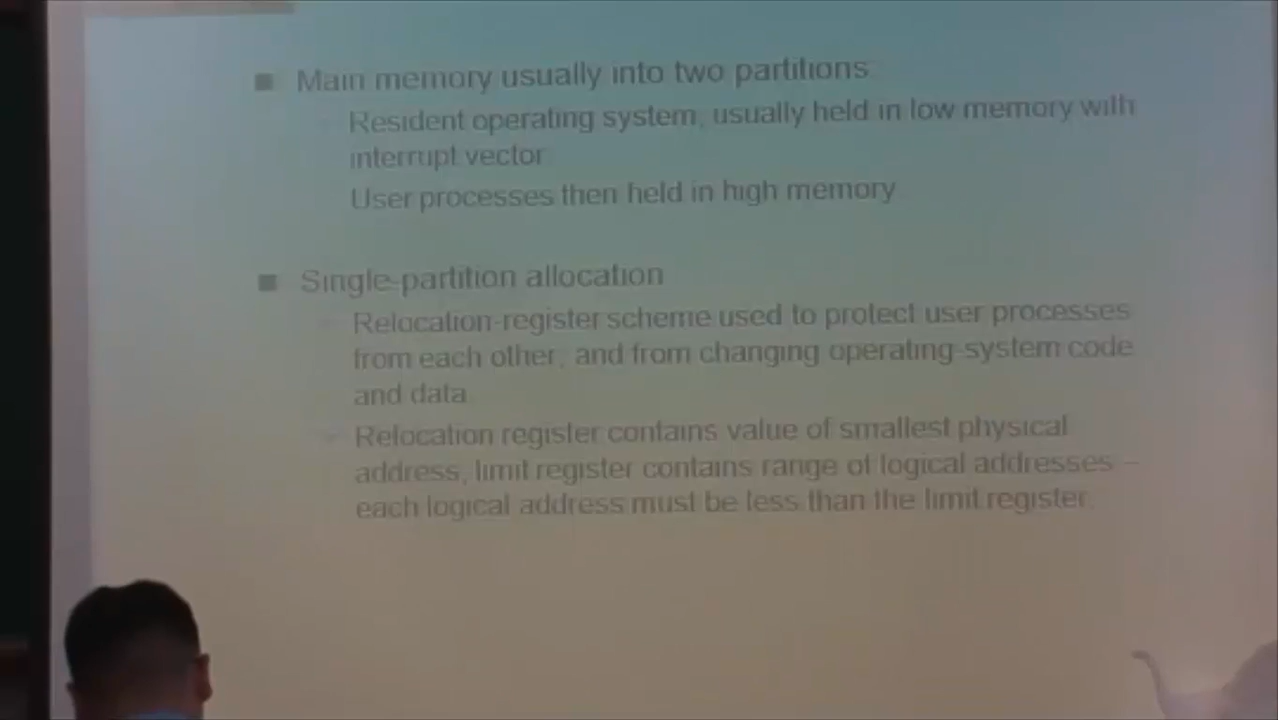 Main memory usually into two partitions:
Resident operating system, usually held in low memory with
interrupt vector.
User processes then held in high memory.
Single-partition allocation
Relocation-register scheme used to protect user processes
from each other, and from changing operating-system code
and data.
Relocation register contains value of smallest physical
address; limit register contains range of logical addresses –
each logical address must be less than the limit register.